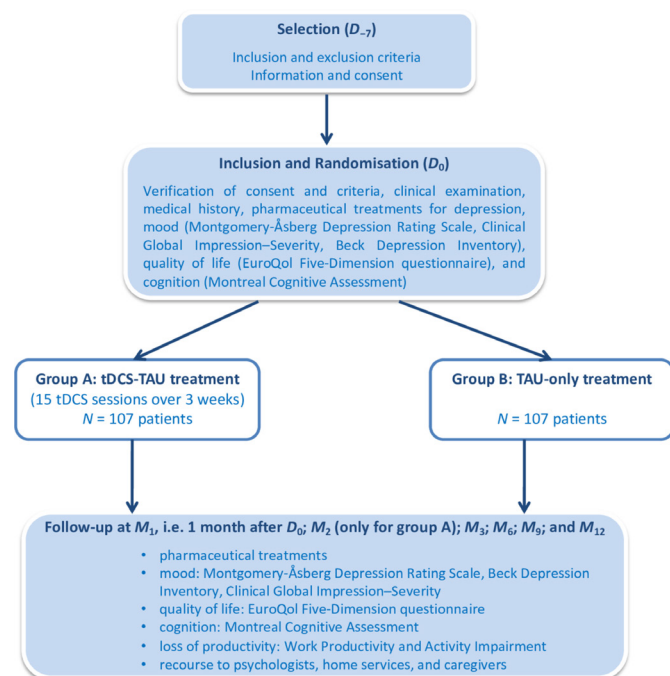 Selection (D₋₇)
Inclusion and exclusion criteria
Information and consent
Inclusion and Randomisation (D₀)
Verification of consent and criteria, clinical examination,
medical history, pharmaceutical treatments for depression,
mood (Montgomery-Åsberg Depression Rating Scale, Clinical
Global Impression–Severity, Beck Depression Inventory),
quality of life (EuroQol Five-Dimension questionnaire), and
cognition (Montreal Cognitive Assessment)
Group A: tDCS-TAU treatment
(15 tDCS sessions over 3 weeks)
N = 107 patients
Group B: TAU-only treatment
N = 107 patients
Follow-up at M₁, i.e. 1 month after D₀; M₂ (only for group A); M₃; M₆; M₉; and M₁₂
• pharmaceutical treatments
• mood: Montgomery-Åsberg Depression Rating Scale, Beck Depression
Inventory, Clinical Global Impression–Severity
• quality of life: EuroQol Five-Dimension questionnaire
• cognition: Montreal Cognitive Assessment
• loss of productivity: Work Productivity and Activity Impairment
• recourse to psychologists, home services, and caregivers